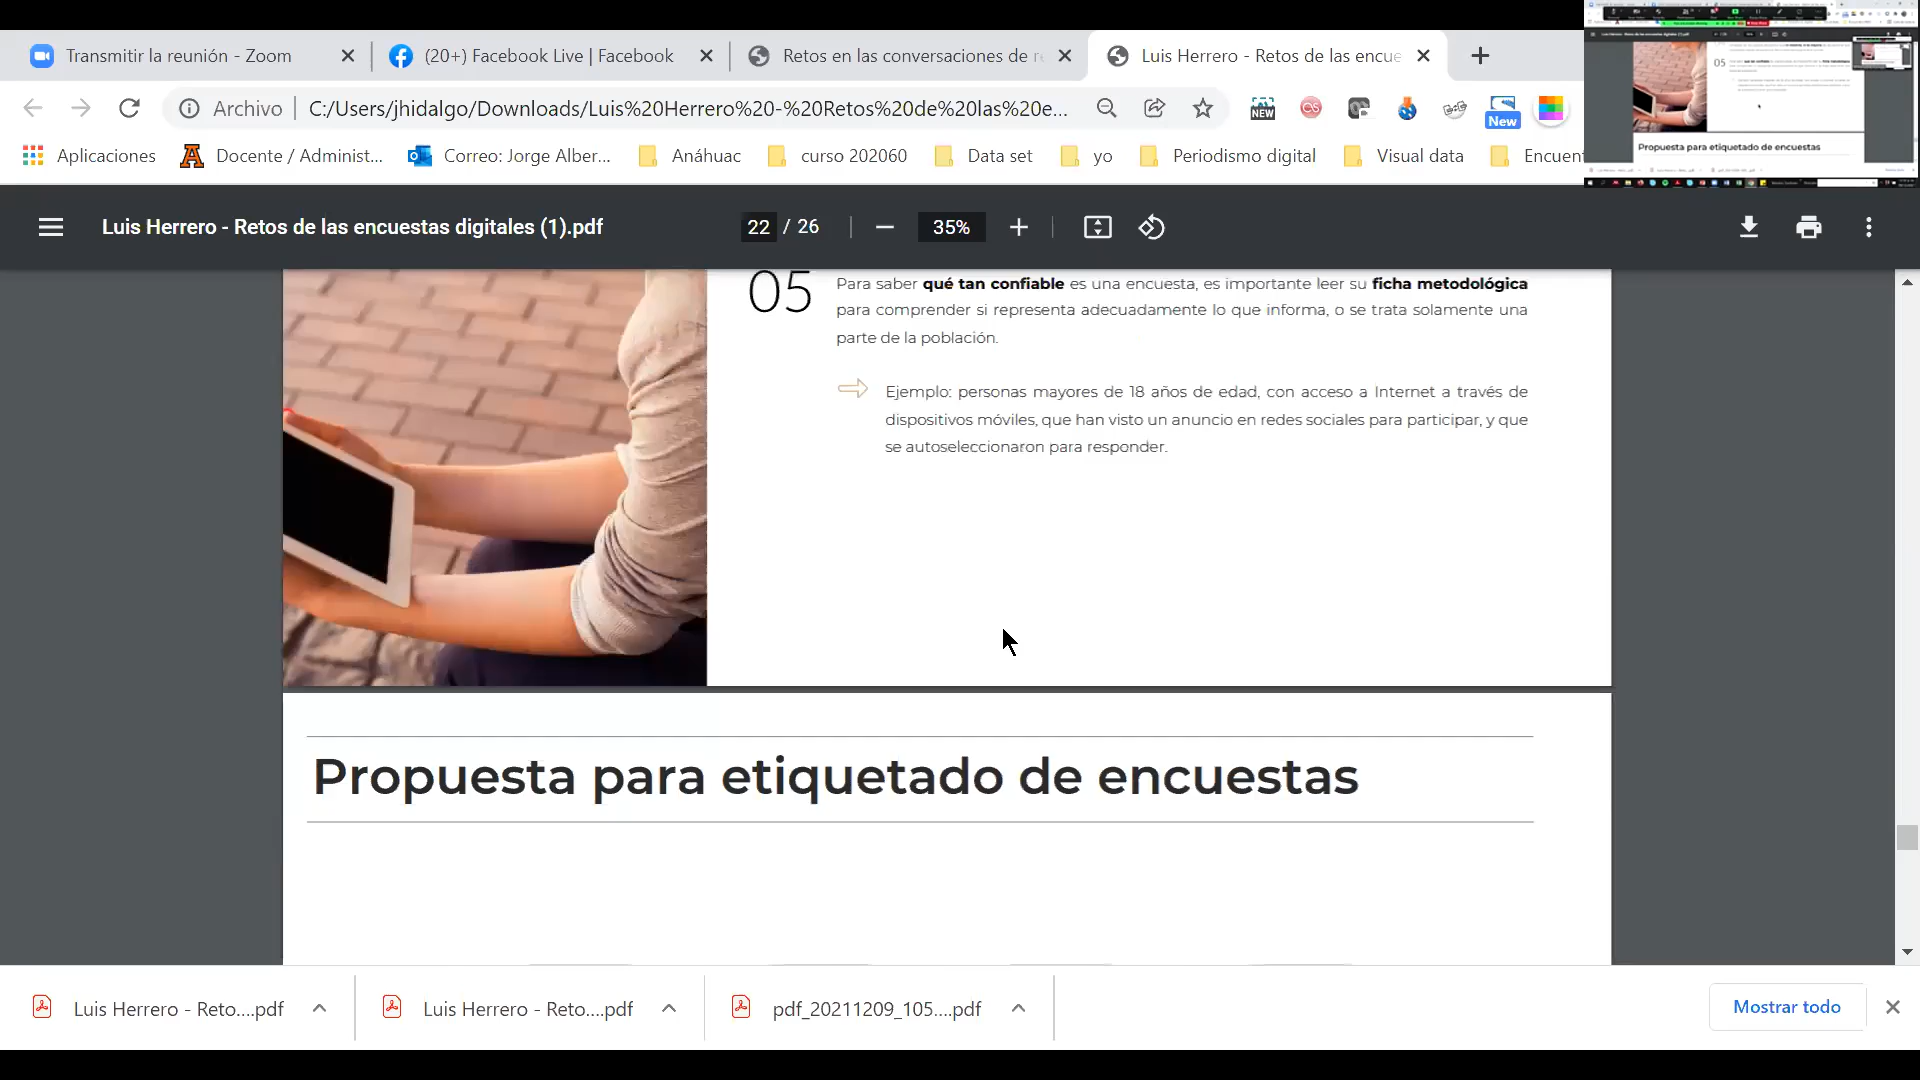 Transmitir la reunión - Zoom
(20+) Facebook Live | Facebook
Retos en las conversaciones de r
Luis Herrero - Retos de las encue
Archivo
C:/Users/jhidalgo/Downloads/Luis%20Herrero%20-%20Retos%20de%20las%20e...
NEW
New
Aplicaciones
Docente / Administ...
Correo: Jorge Alber...
Anáhuac
curso 202060
Data set
yo
Periodismo digital
Visual data
Encuen
05
Propuesta para etiquetado de encuestas
Luis Herrero - Retos de las encuestas digitales (1).pdf
22 / 26
35%
05
Para saber qué tan confiable es una encuesta, es importante leer su ficha metodológica
para comprender si representa adecuadamente lo que informa, o se trata solamente una
parte de la población.
Ejemplo: personas mayores de 18 años de edad, con acceso a Internet a través de
dispositivos móviles, que han visto un anuncio en redes sociales para participar, y que
se autoseleccionaron para responder.
Propuesta para etiquetado de encuestas
Luis Herrero - Reto....pdf
Luis Herrero - Reto....pdf
pdf_20211209_105....pdf
Mostrar todo